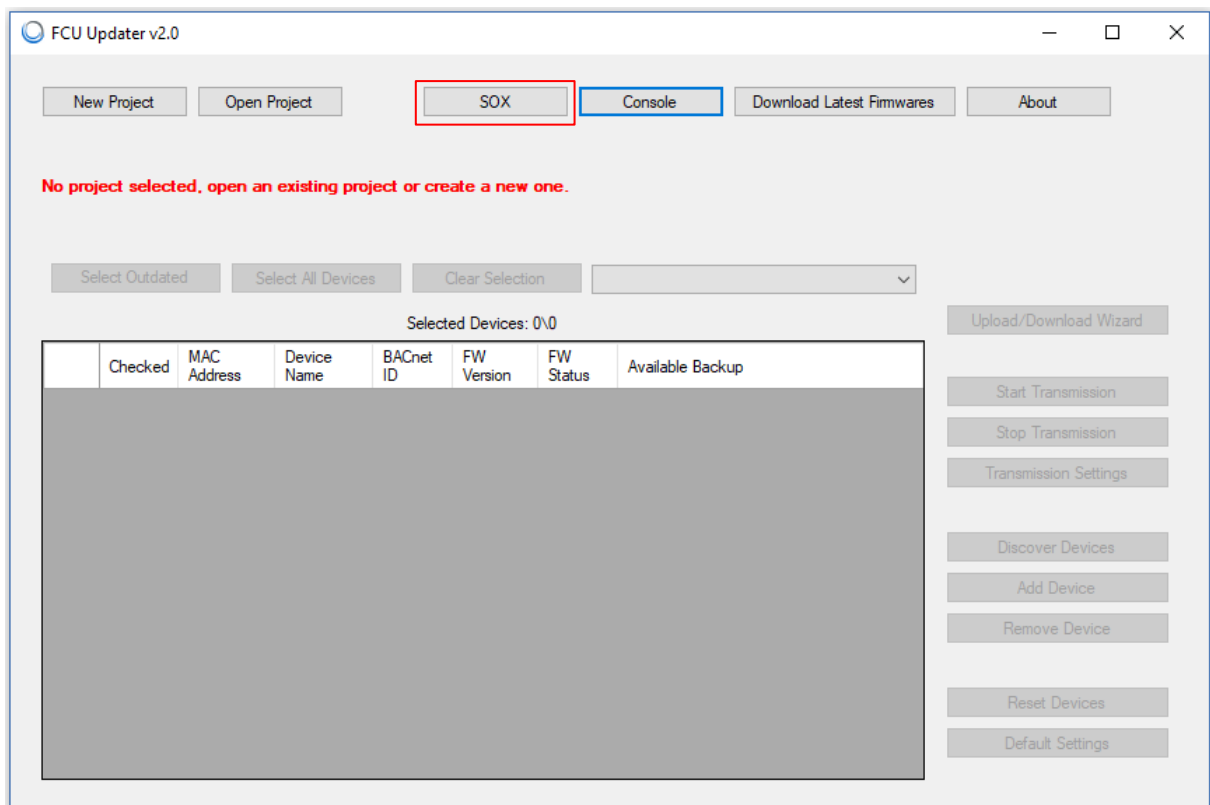 FCU Updater v2.0
New Project Open Project SOX Console Download Latest Firmwares About
No project selected, open an existing project or create a new one.
Select Outdated Select All Devices Clear Selection
Selected Devices: 0\0
Upload/Download Wizard
Checked MAC Address Device Name BACnet ID FW Version FW Status Available Backup
Start Transmission
Stop Transmission
Transmission Settings
Discover Devices
Add Device
Remove Device
Reset Devices
Default Settings